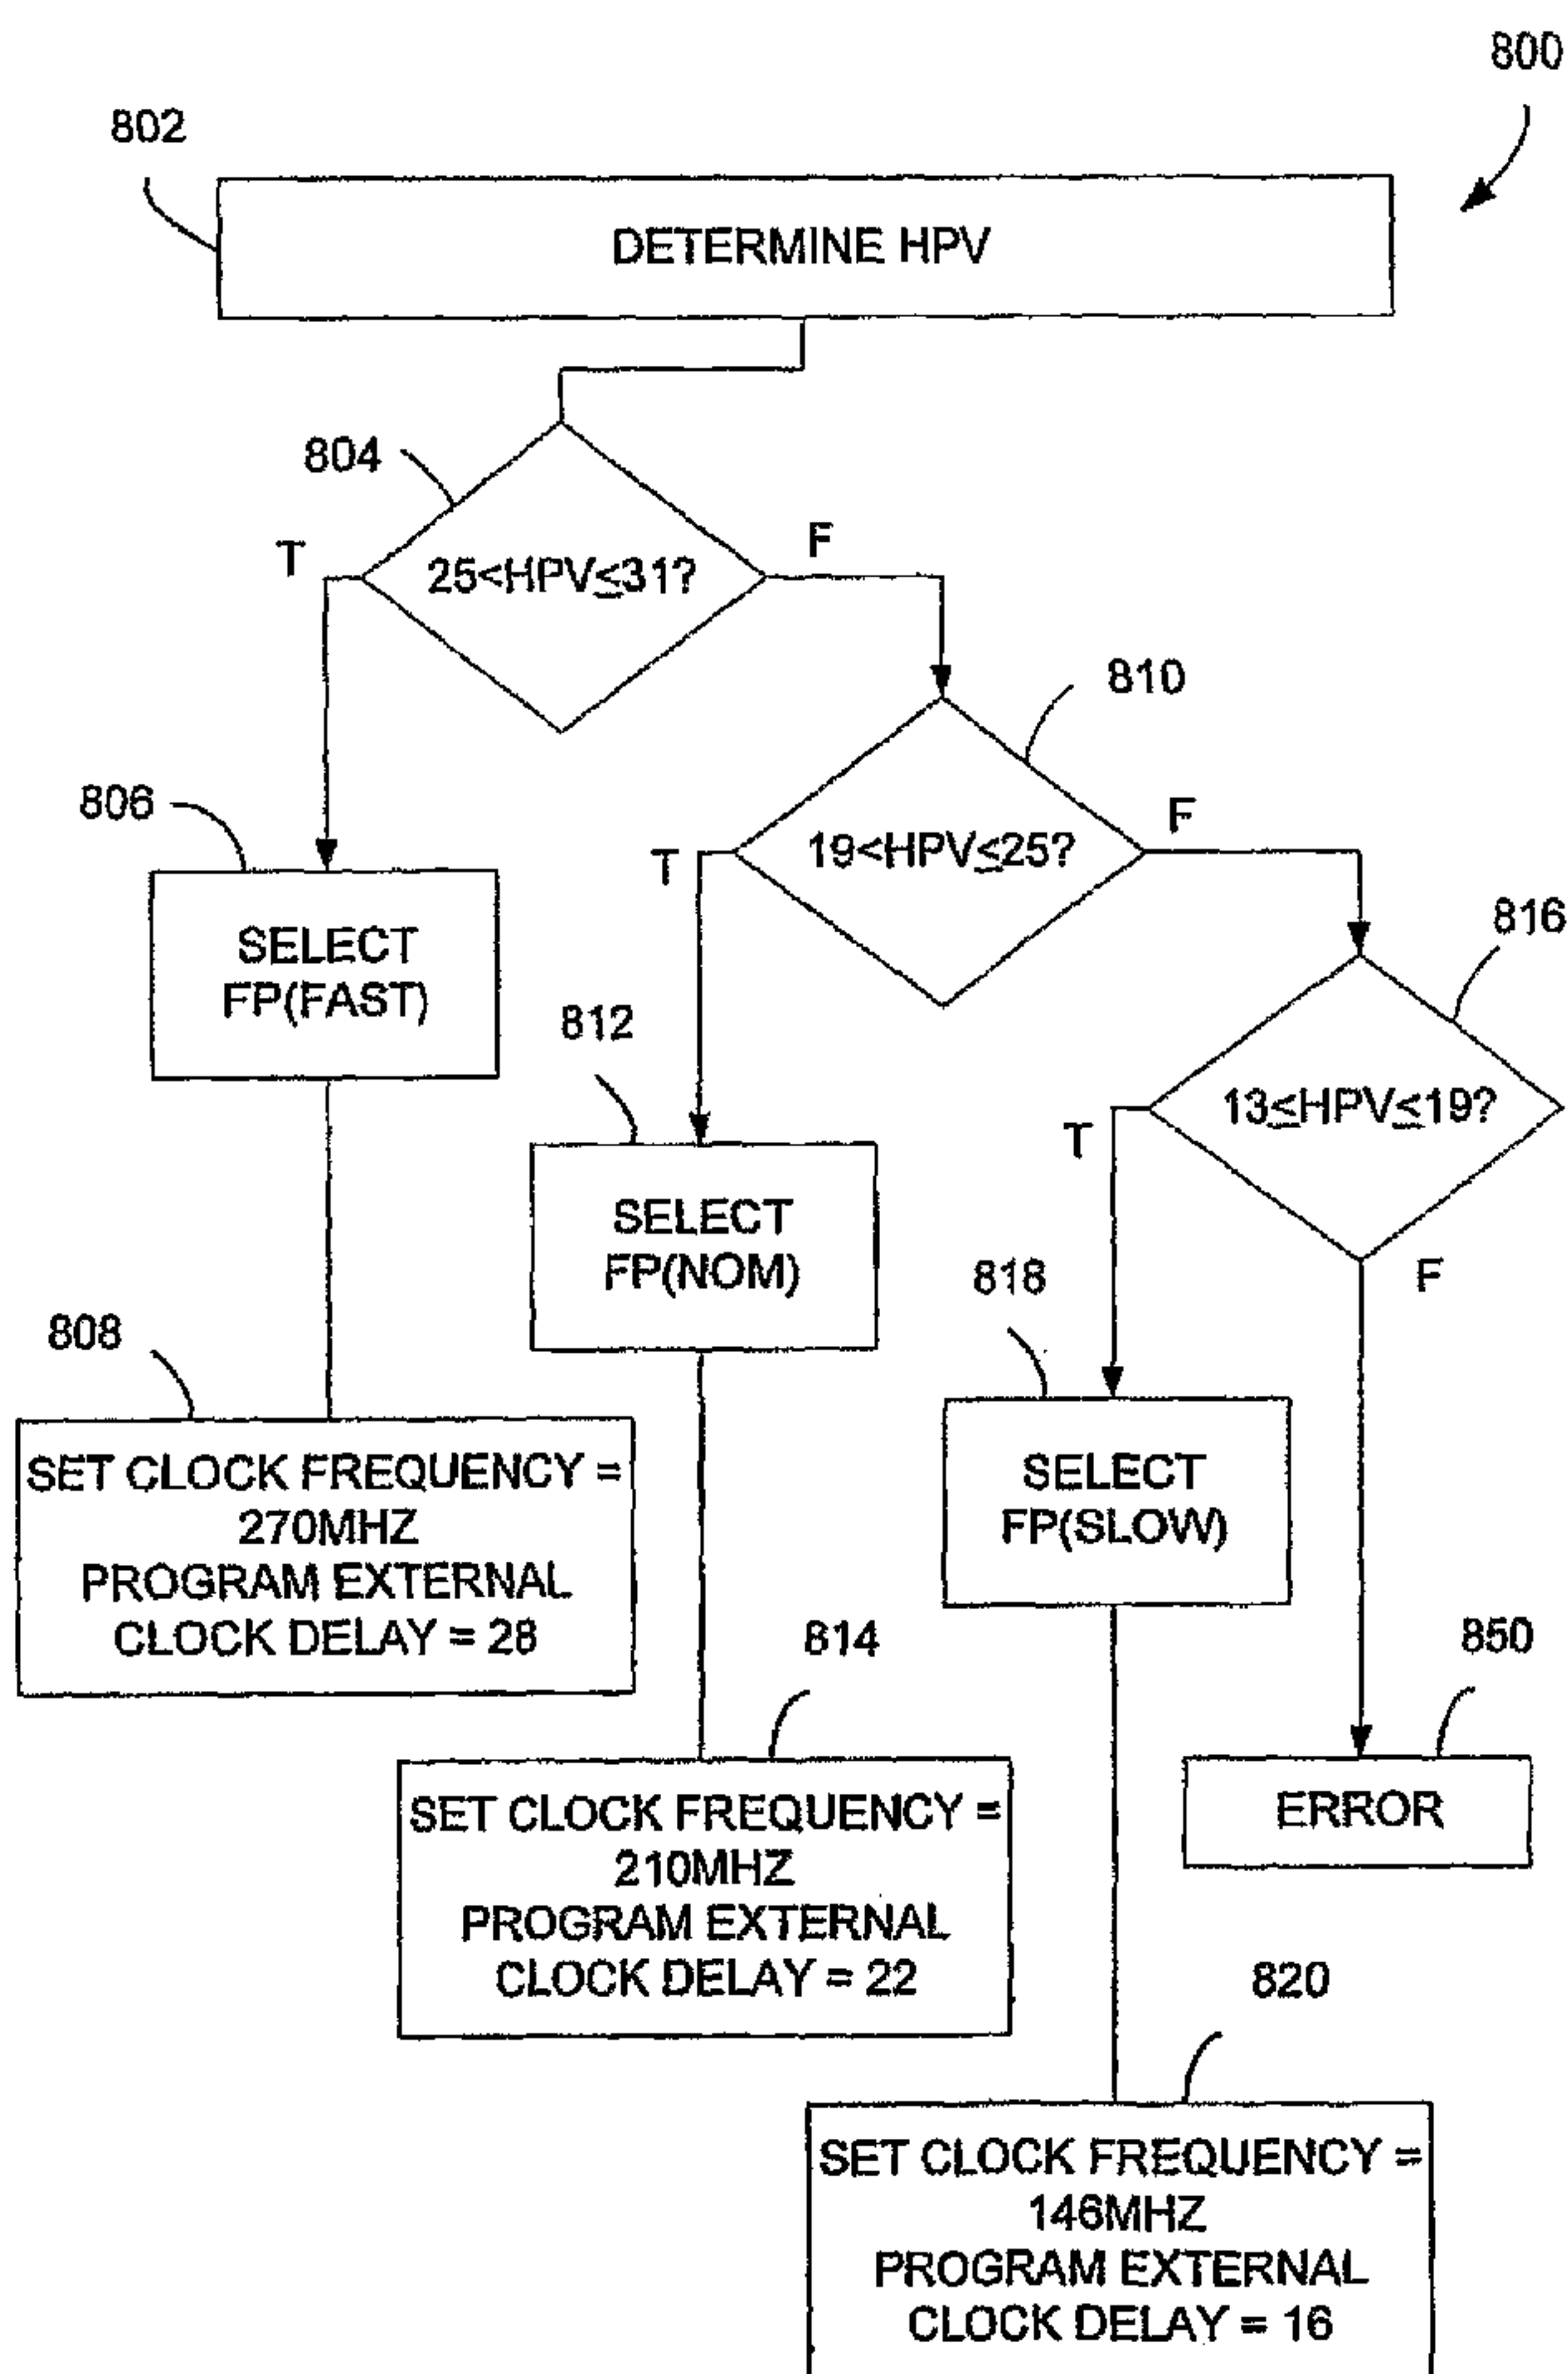 800
802
DETERMINE HPV
804
T
F
25<HPV≤31?
810
806
19<HPV≤25?
T
F
816
SELECT
FP(FAST)
812
13≤HPV≤19?
T
F
SELECT
FP(NOM)
818
808
SET CLOCK FREQUENCY =
270MHZ
PROGRAM EXTERNAL
CLOCK DELAY = 28
SELECT
FP(SLOW)
814
850
SET CLOCK FREQUENCY =
210MHZ
PROGRAM EXTERNAL
CLOCK DELAY = 22
ERROR
820
SET CLOCK FREQUENCY =
146MHZ
PROGRAM EXTERNAL
CLOCK DELAY = 16